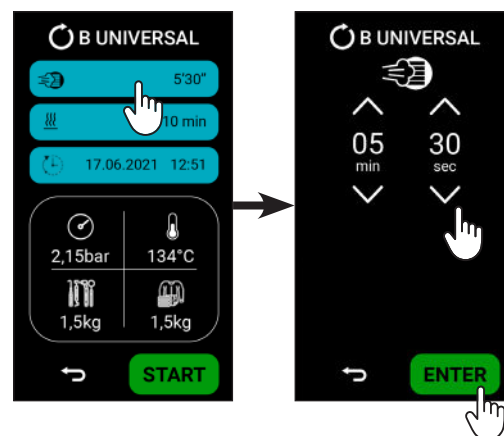 B UNIVERSAL
5'30"
10 min
17.06.2021 12:51
2,15bar 134°C
1,5kg 1,5kg
START
B UNIVERSAL
05 30
min sec
ENTER